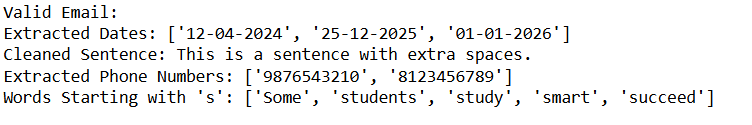 Valid Email:
Extracted Dates: ['12-04-2024', '25-12-2025', '01-01-2026']
Cleaned Sentence: This is a sentence with extra spaces.
Extracted Phone Numbers: ['9876543210', '8123456789']
Words Starting with 's': ['Some', 'students', 'study', 'smart', 'succeed']